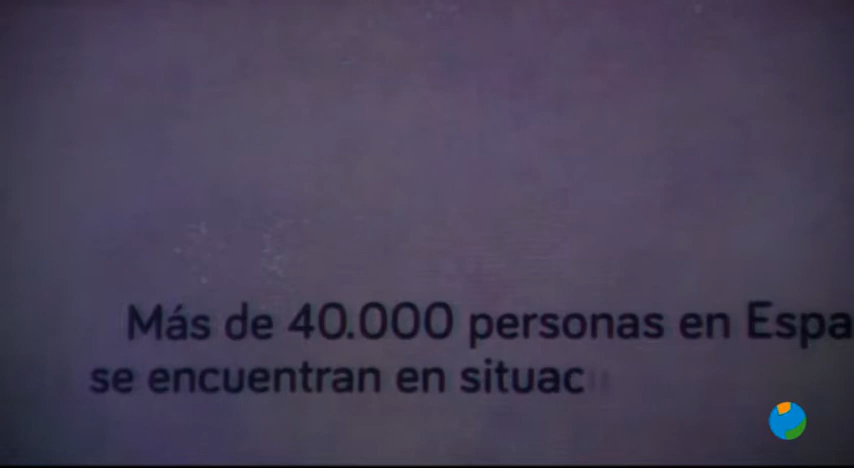 Más de 40.000 personas en Espa
se encuentran en situac